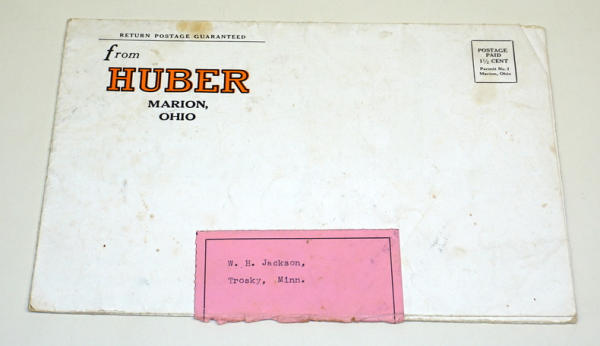 RETURN POSTAGE GUARANTEED
from
HUBER
MARION,
OHIO
POSTAGE
PAID
1½ CENT
Permit No. 1
Marion, Ohio
W. H. Jackson,
Trosky, Minn.